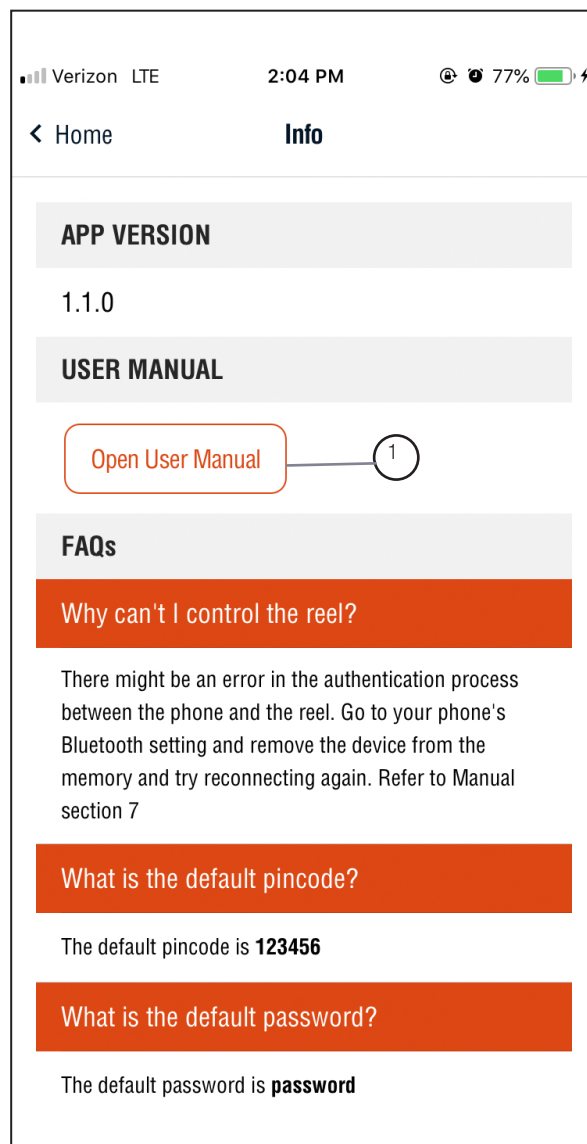 Verizon LTE 2:04 PM 77%
Home Info
APP VERSION
1.1.0
USER MANUAL
Open User Manual 1
FAQs
Why can't I control the reel?
There might be an error in the authentication process
between the phone and the reel. Go to your phone's
Bluetooth setting and remove the device from the
memory and try reconnecting again. Refer to Manual
section 7
What is the default pincode?
The default pincode is 123456
What is the default password?
The default password is password